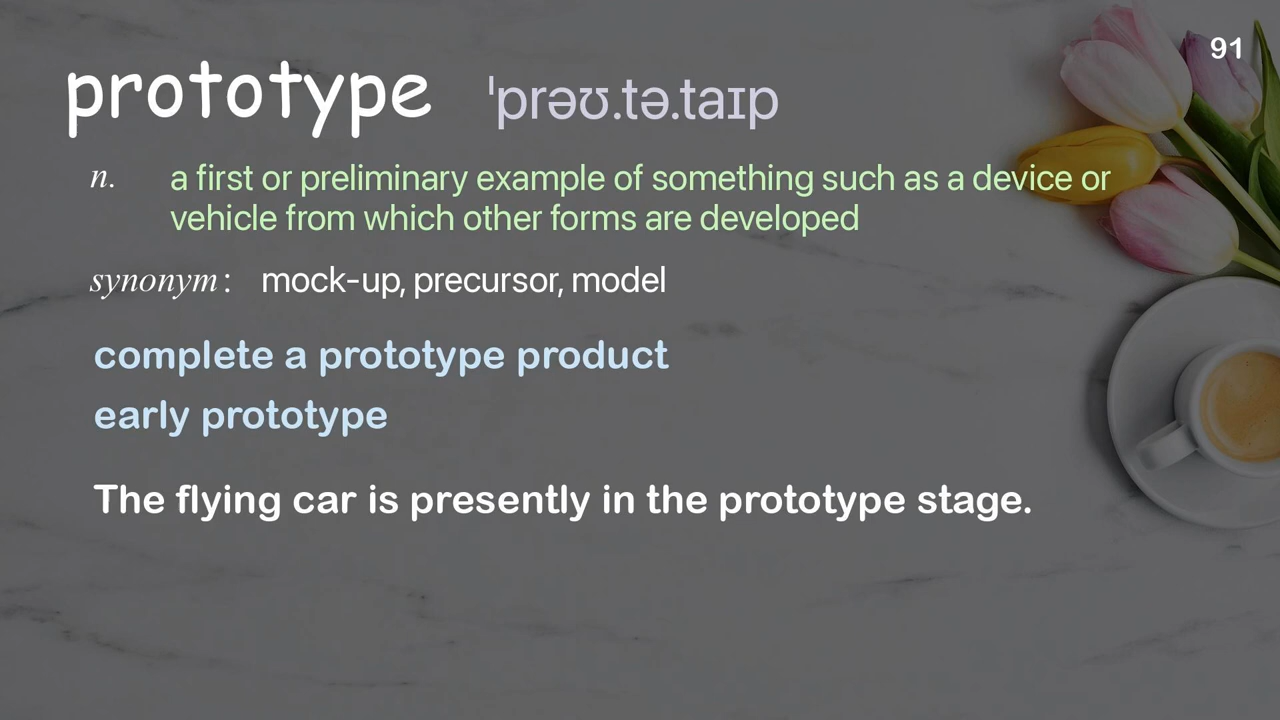 91
prototype ˈprəʊ.tə.taɪp
n. a first or preliminary example of something such as a device or
vehicle from which other forms are developed
synonym: mock-up, precursor, model
complete a prototype product
early prototype
The flying car is presently in the prototype stage.